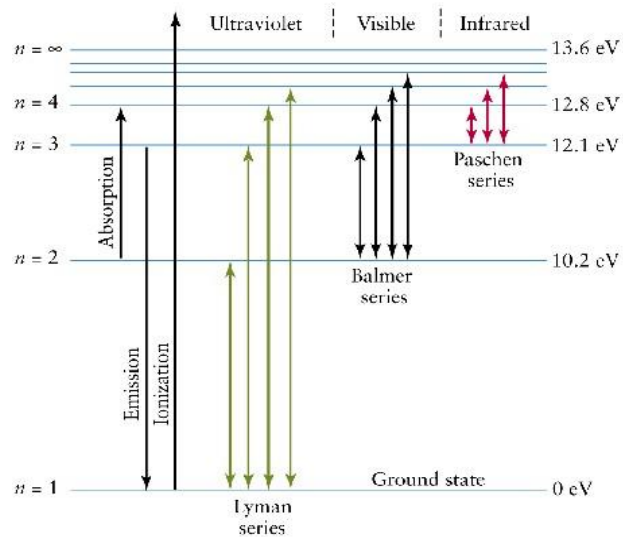 Ultraviolet
Visible
Infrared
n = ∞
13.6 eV
n = 4
12.8 eV
n = 3
12.1 eV
Absorption
Paschen
series
n = 2
10.2 eV
Balmer
series
Emission
Ionization
n = 1
Ground state
0 eV
Lyman
series